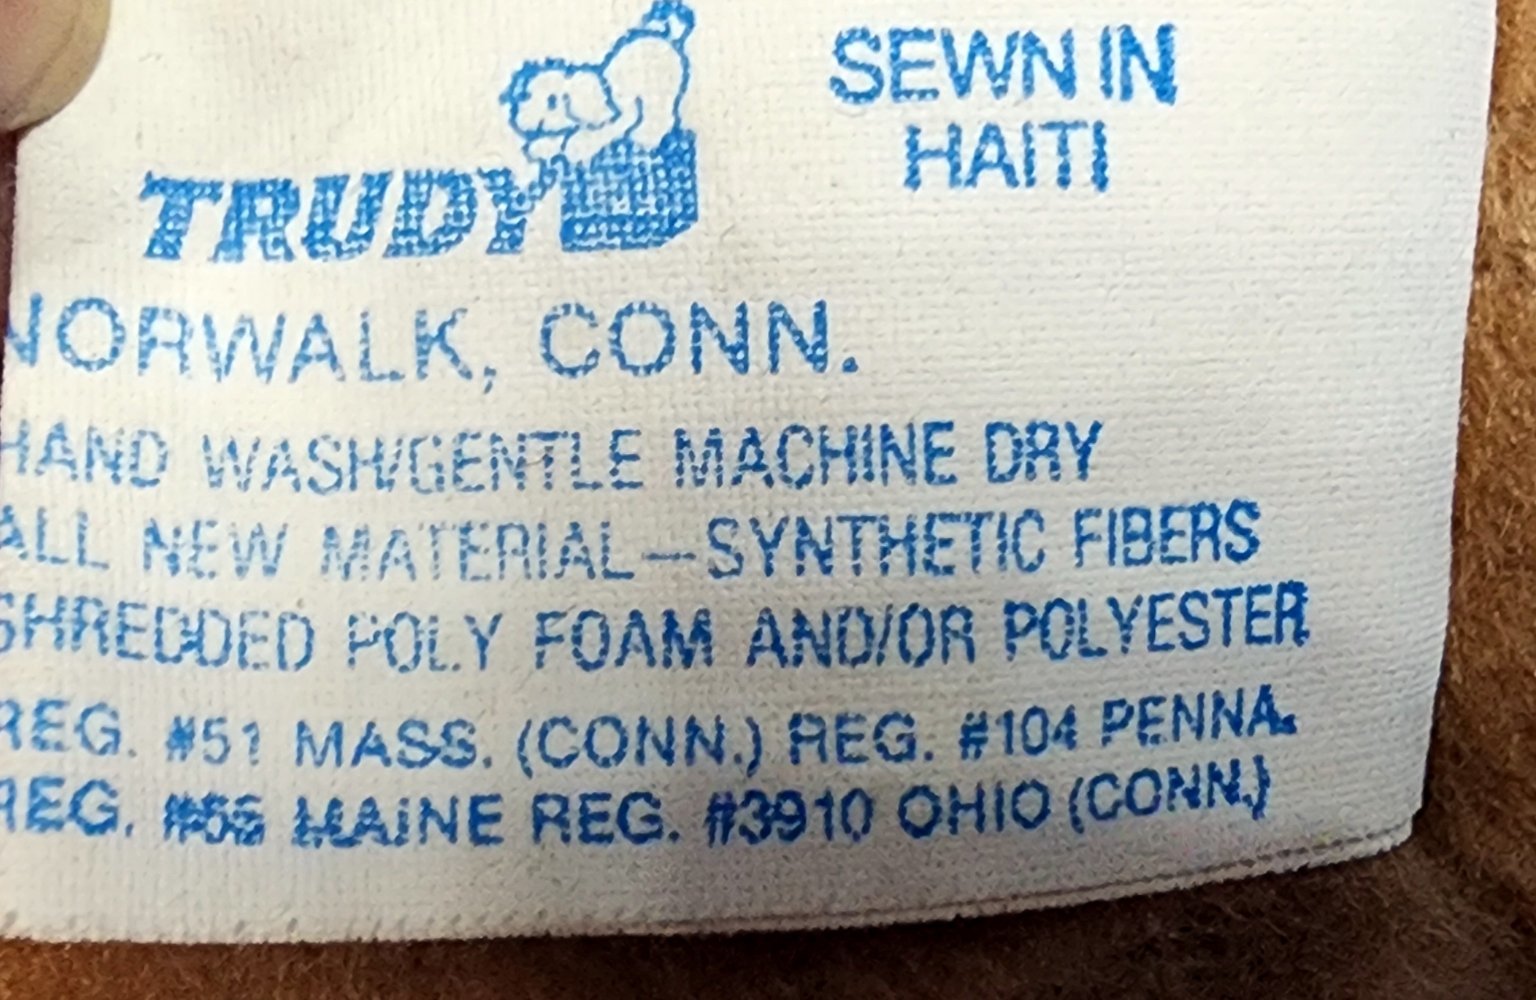 SEWN IN
HAITI
TRUDY
NORWALK, CONN.
HAND WASH/GENTLE MACHINE DRY
ALL NEW MATERIAL—SYNTHETIC FIBERS
SHREDDED POLY FOAM AND/OR POLYESTER
REG. #51 MASS. (CONN.) REG. #104 PENNA.
REG. MAINE REG. #3910 OHIO (CONN.)